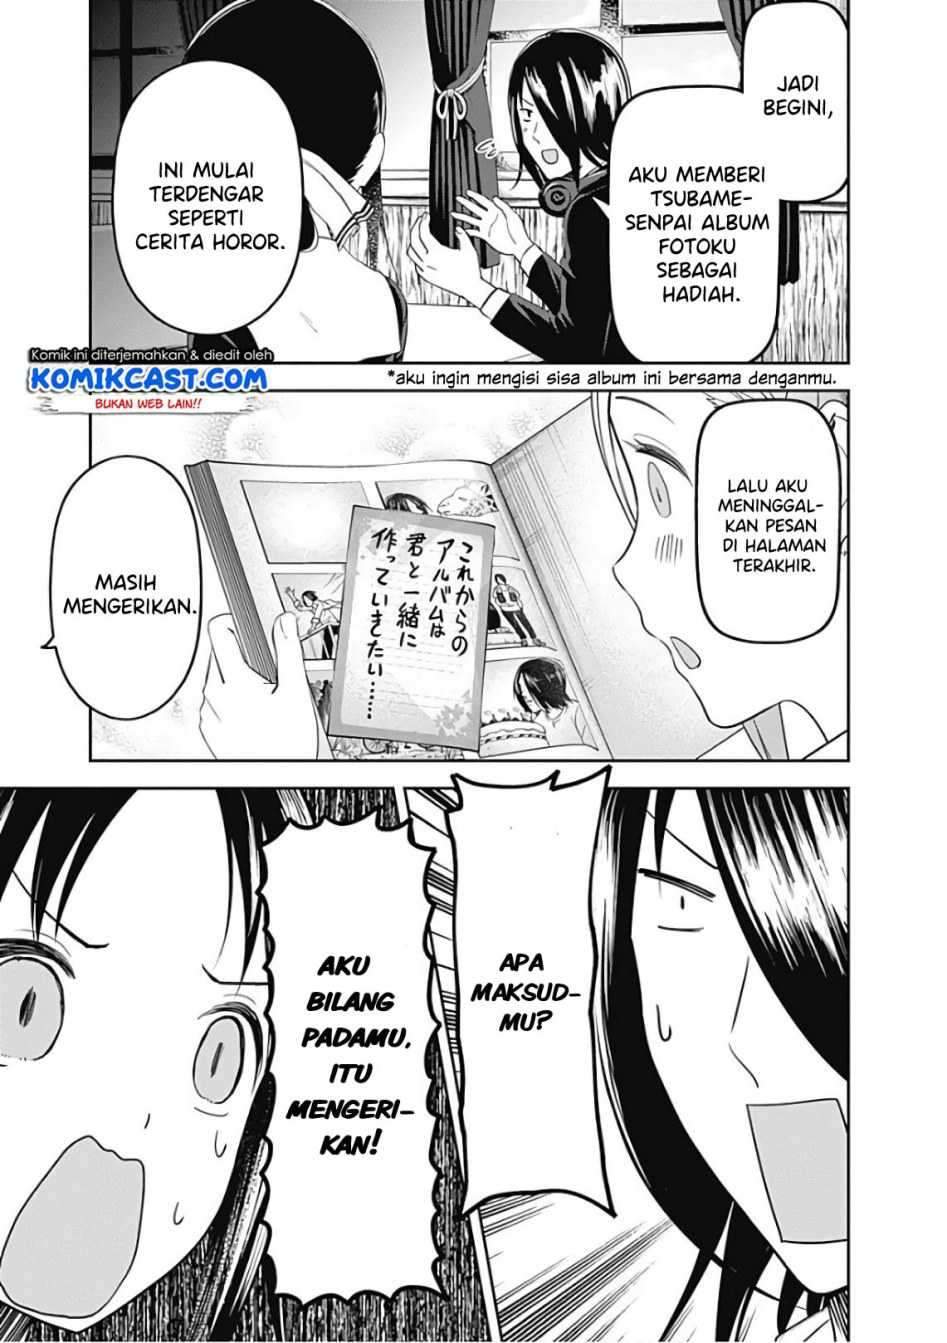 JADI
BEGINI,
AKU MEMBERI
TSUBAME-
SENPAI ALBUM
FOTOKU
SEBAGAI
HADIAH.
INI MULAI
TERDENGAR
SEPERTI
CERITA HOROR.
Komik ini diterjemahkan & diedit oleh
KOMIKCAST.COM
BUKAN WEB LAIN!!
*aku ingin mengisi sisa album ini bersama denganmu.
LALU AKU
MENINGGAL-
KAN PESAN
DI HALAMAN
TERAKHIR.
これからの
アルバムは
君と一緒に
作っていきたい……
MASIH
MENGERIKAN.
APA
MAKSUD-
MU?
AKU
BILANG
PADAMU,
ITU
MENGERI-
KAN!